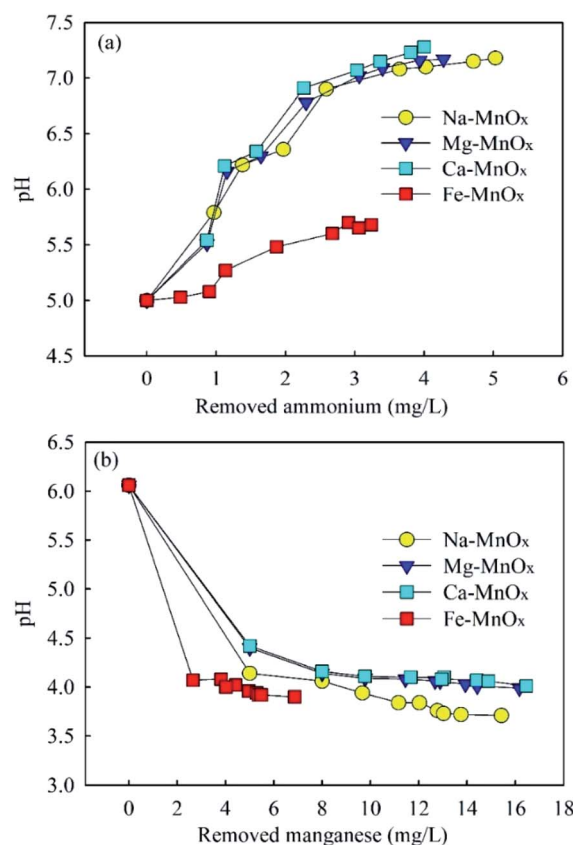 (a)
7.5
7.0
6.5
6.0
5.5
5.0
4.5
pH
Na-MnOx
Mg-MnOx
Ca-MnOx
Fe-MnOx
0 1 2 3 4 5 6
Removed ammonium (mg/L)
(b)
6.5
6.0
5.5
5.0
4.5
4.0
3.5
3.0
pH
Na-MnOx
Mg-MnOx
Ca-MnOx
Fe-MnOx
0 2 4 6 8 10 12 14 16 18
Removed manganese (mg/L)